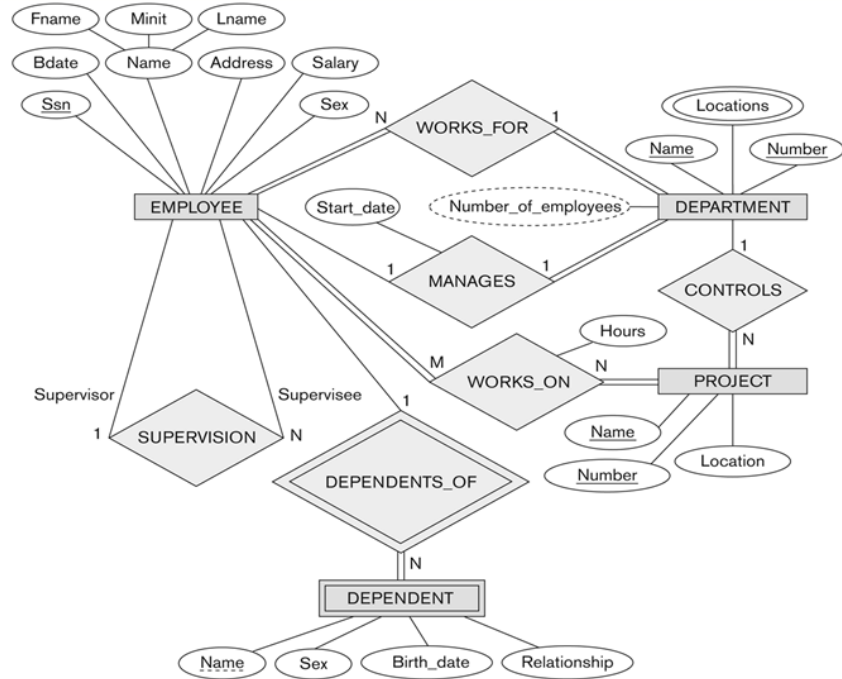 Fname
Minit
Lname
Bdate
Name
Address
Salary
Ssn
Sex
N
WORKS_FOR
1
Locations
Name
Number
EMPLOYEE
Start_date
Number_of_employees
DEPARTMENT
1
MANAGES
1
1
CONTROLS
N
Hours
M
WORKS_ON
N
PROJECT
Supervisor
Supervisee
1
SUPERVISION
N
1
Name
Number
Location
DEPENDENTS_OF
N
DEPENDENT
Name
Sex
Birth_date
Relationship